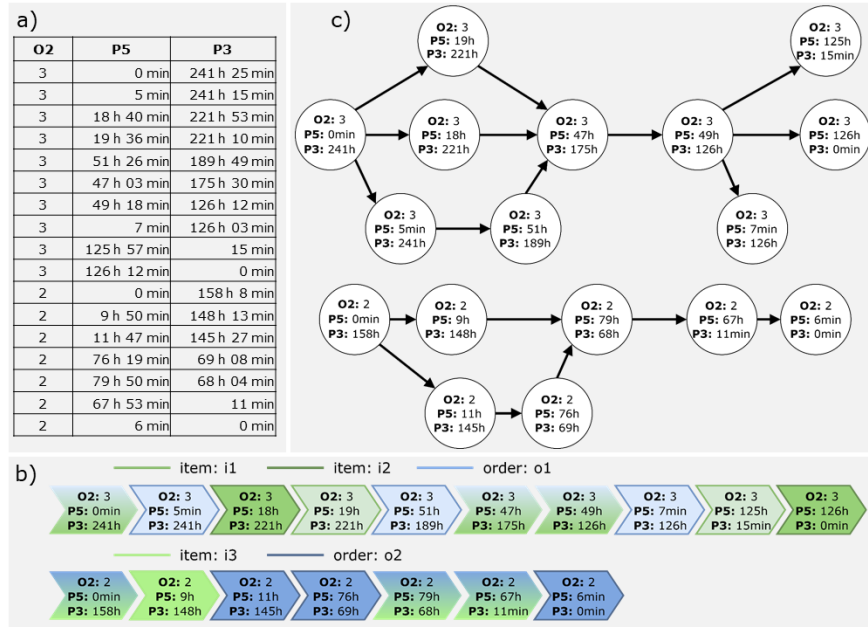 a)
O2 P5 P3
3 0 min 241 h 25 min
3 5 min 241 h 15 min
3 18 h 40 min 221 h 53 min
3 19 h 36 min 221 h 10 min
3 51 h 26 min 189 h 49 min
3 47 h 03 min 175 h 30 min
3 49 h 18 min 126 h 12 min
3 7 min 126 h 03 min
3 125 h 57 min 15 min
3 126 h 12 min 0 min
2 0 min 158 h 8 min
2 9 h 50 min 148 h 13 min
2 11 h 47 min 145 h 27 min
2 76 h 19 min 69 h 08 min
2 79 h 50 min 68 h 04 min
2 67 h 53 min 11 min
2 6 min 0 min
c)
O2: 3
P5: 19h
P3: 221h
O2: 3
P5: 125h
P3: 15min
O2: 3
P5: 0min
P3: 241h
O2: 3
P5: 18h
P3: 221h
O2: 3
P5: 47h
P3: 175h
O2: 3
P5: 49h
P3: 126h
O2: 3
P5: 126h
P3: 0min
O2: 3
P5: 5min
P3: 241h
O2: 3
P5: 51h
P3: 189h
O2: 3
P5: 7min
P3: 126h
O2: 2
P5: 0min
P3: 158h
O2: 2
P5: 9h
P3: 148h
O2: 2
P5: 79h
P3: 68h
O2: 2
P5: 67h
P3: 11min
O2: 2
P5: 6min
P3: 0min
O2: 2
P5: 11h
P3: 145h
O2: 2
P5: 76h
P3: 69h
b)
item: i1 item: i2 order: o1
O2: 3 O2: 3 O2: 3 O2: 3 O2: 3 O2: 3 O2: 3 O2: 3 O2: 3 O2: 3
P5: 0min P5: 5min P5: 18h P5: 19h P5: 51h P5: 47h P5: 49h P5: 7min P5: 125h P5: 126h
P3: 241h P3: 241h P3: 221h P3: 221h P3: 189h P3: 175h P3: 126h P3: 126h P3: 15min P3: 0min
item: i3 order: o2
O2: 2 O2: 2 O2: 2 O2: 2 O2: 2 O2: 2 O2: 2
P5: 0min P5: 9h P5: 11h P5: 76h P5: 79h P5: 67h P5: 6min
P3: 158h P3: 148h P3: 145h P3: 69h P3: 68h P3: 11min P3: 0min